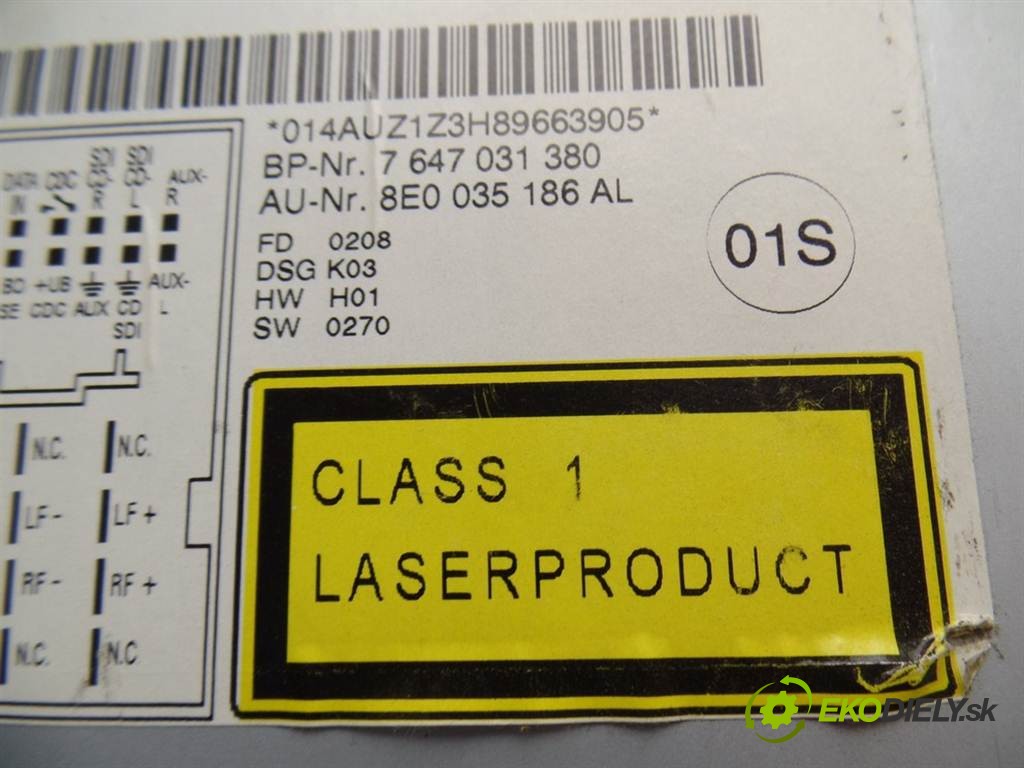 *014AUZ1Z3H89663905*
BP-Nr. 7 647 031 380
AU-Nr. 8E0 035 186 AL
FD 0208
DSG K03
HW H01
SW 0270
01S
SDI SDI
DATA CDC CD- CD- AUX-
IN R L R
+UB AUX-
SE CDC AUX CD L
SDI
N.C. N.C.
LF - LF +
RF - RF +
N.C. N.C
CLASS 1
LASERPRODUCT
EKODIELY.sk